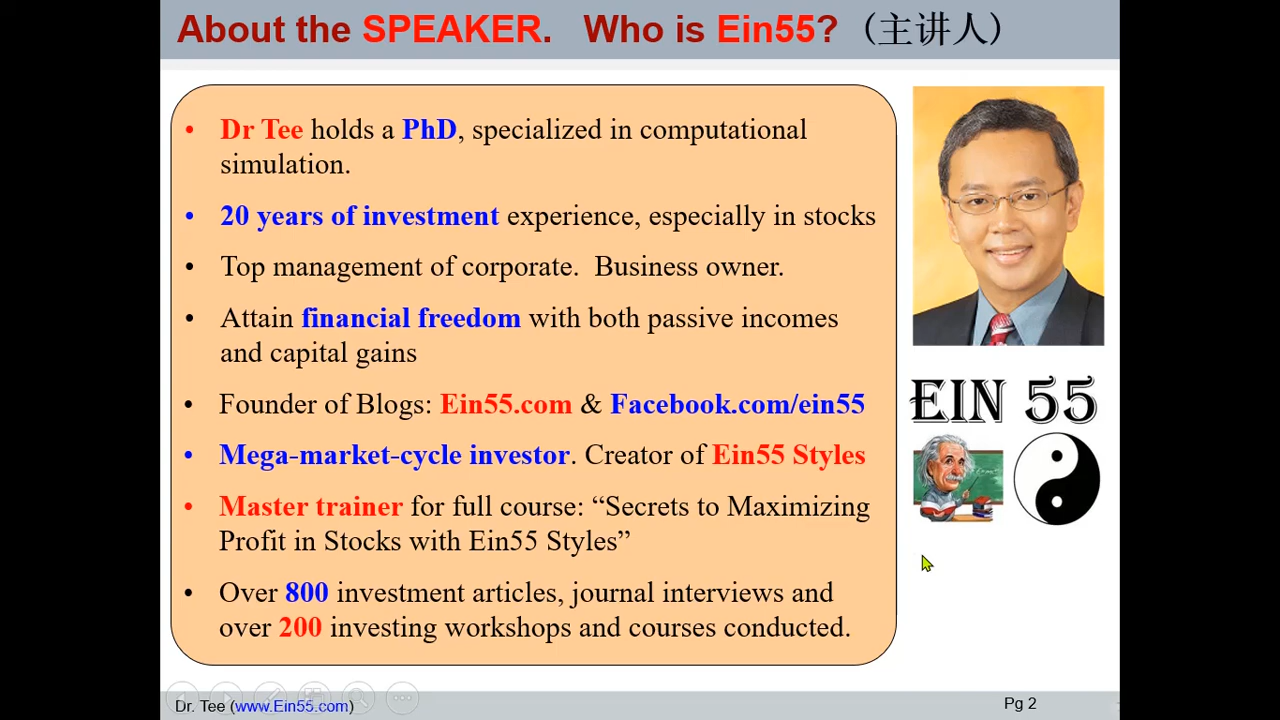 About the SPEAKER. Who is Ein55? （主讲人）
• Dr Tee holds a PhD, specialized in computational
simulation.
• 20 years of investment experience, especially in stocks
• Top management of corporate. Business owner.
• Attain financial freedom with both passive incomes
and capital gains
• Founder of Blogs: Ein55.com & Facebook.com/ein55
• Mega-market-cycle investor. Creator of Ein55 Styles
• Master trainer for full course: “Secrets to Maximizing
Profit in Stocks with Ein55 Styles”
• Over 800 investment articles, journal interviews and
over 200 investing workshops and courses conducted.
EIN 55
Dr. Tee (www.Ein55.com)
Pg 2